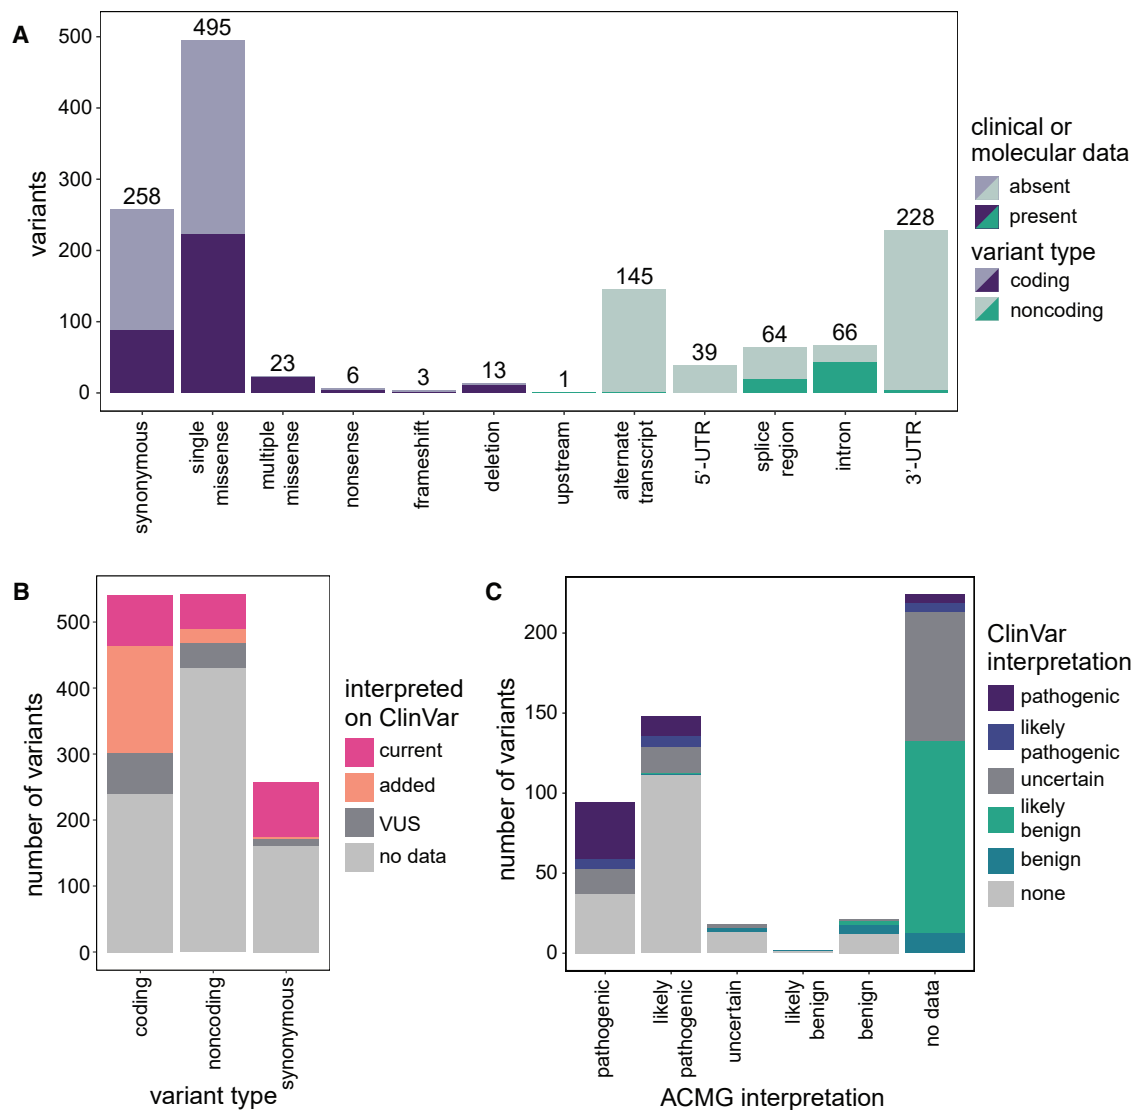 A
variants
500
400
300
200
100
0
258
495
23
6
3
13
1
145
39
64
66
228
synonymous
single
missense
multiple
missense
nonsense
frameshift
deletion
upstream
alternate
transcript
5’-UTR
splice
region
intron
3’-UTR
clinical or
molecular data
absent
present
variant type
coding
noncoding
B
number of variants
500
400
300
200
100
0
coding
noncoding
synonymous
variant type
interpreted
on ClinVar
current
added
VUS
no data
C
number of variants
200
150
100
50
0
pathogenic
likely
pathogenic
uncertain
likely
benign
benign
no data
ACMG interpretation
ClinVar
interpretation
pathogenic
likely
pathogenic
uncertain
likely
benign
benign
none